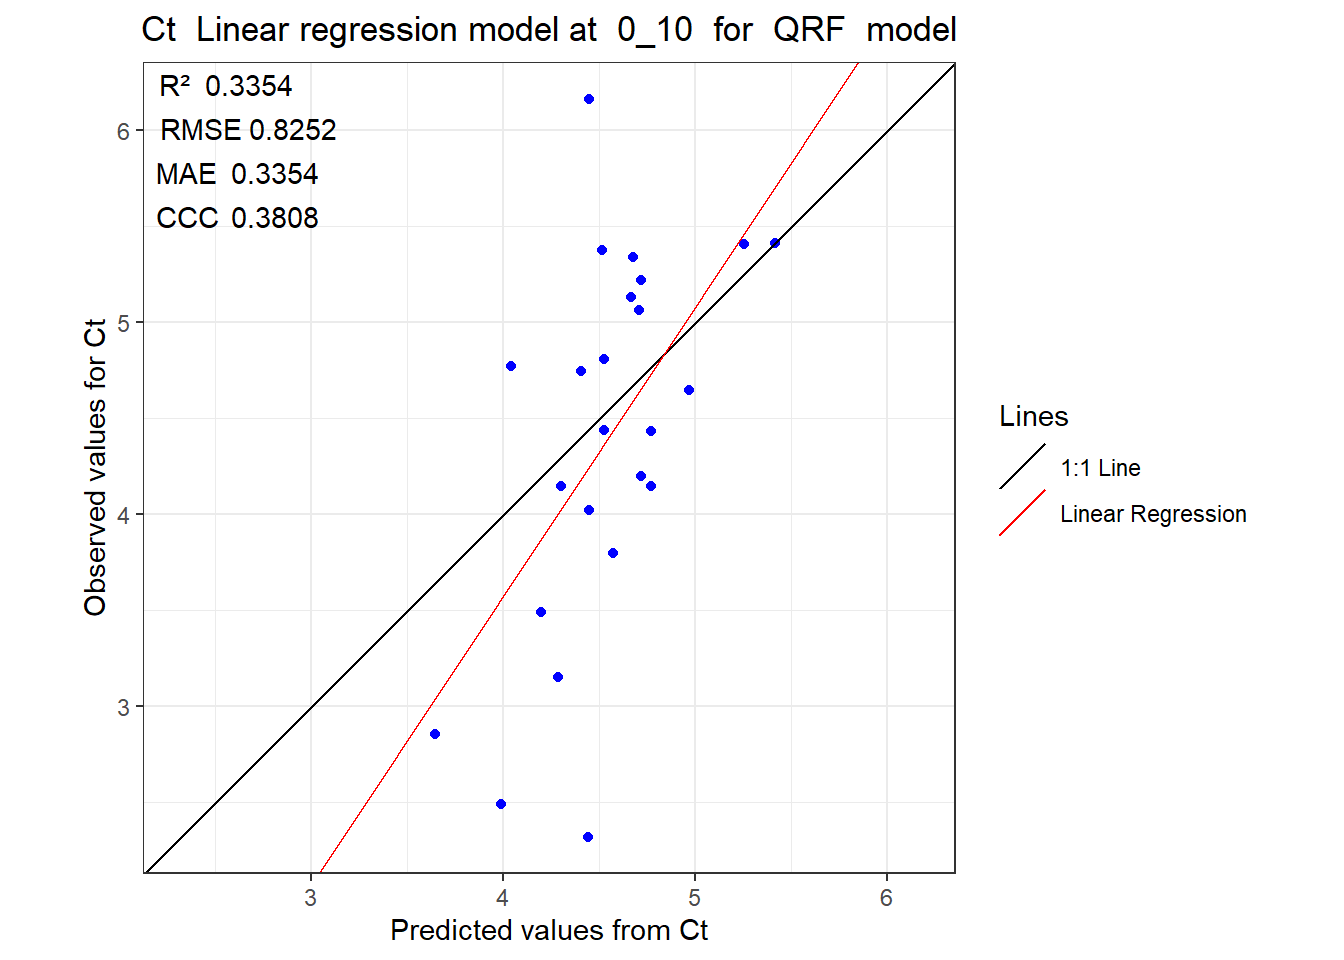 Ct Linear regression model at 0_10 for QRF model
R² 0.3354
RMSE 0.8252
MAE 0.3354
CCC 0.3808
6
5
4
3
Observed values for Ct
3 4 5 6
Predicted values from Ct
Lines
1:1 Line
Linear Regression